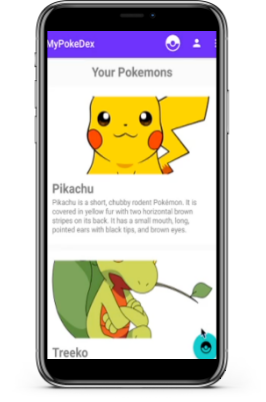 MyPokeDex
Your Pokemons
Pikachu
Pikachu is a short, chubby rodent Pokémon. It is
covered in yellow fur with two horizontal brown
stripes on its back. It has a small mouth, long,
pointed ears with black tips, and brown eyes.
Treeko